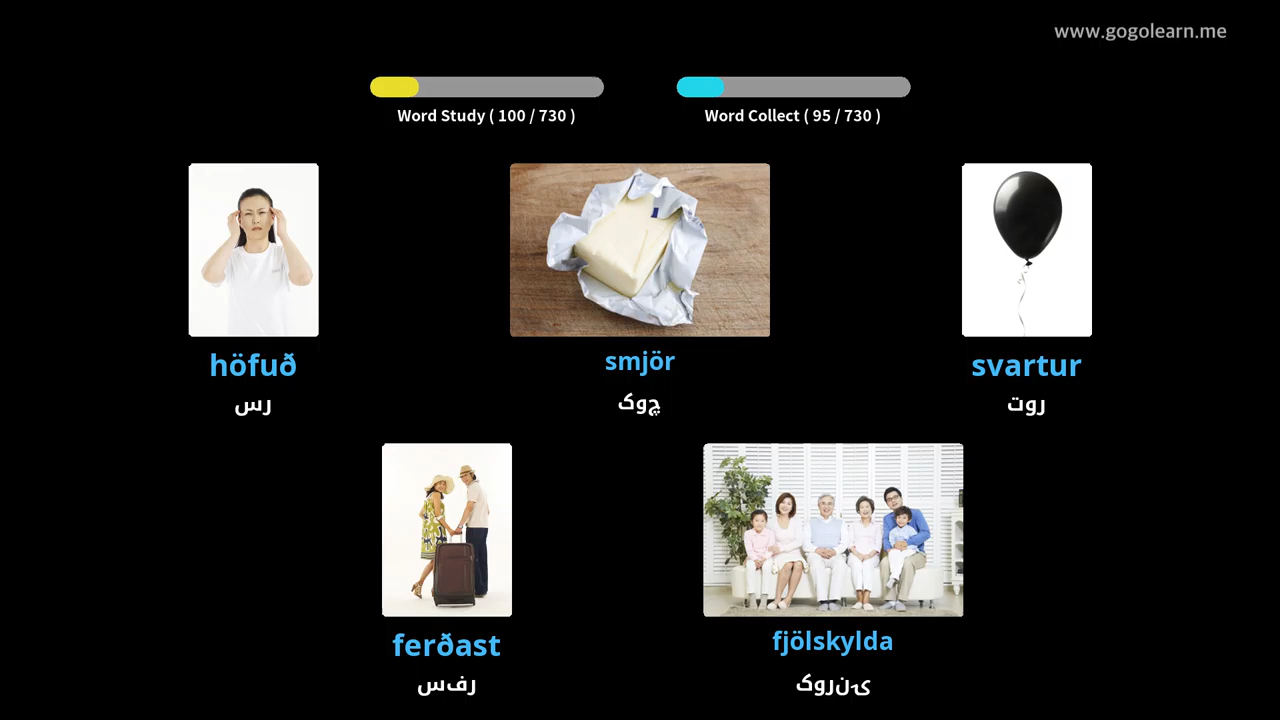 www.gogolearn.me
Word Study ( 100 / 730 )
Word Collect ( 95 / 730 )
höfuð
رس
smjör
چوک
svartur
روت
ferðast
رفس
fjölskylda
ۍنروک